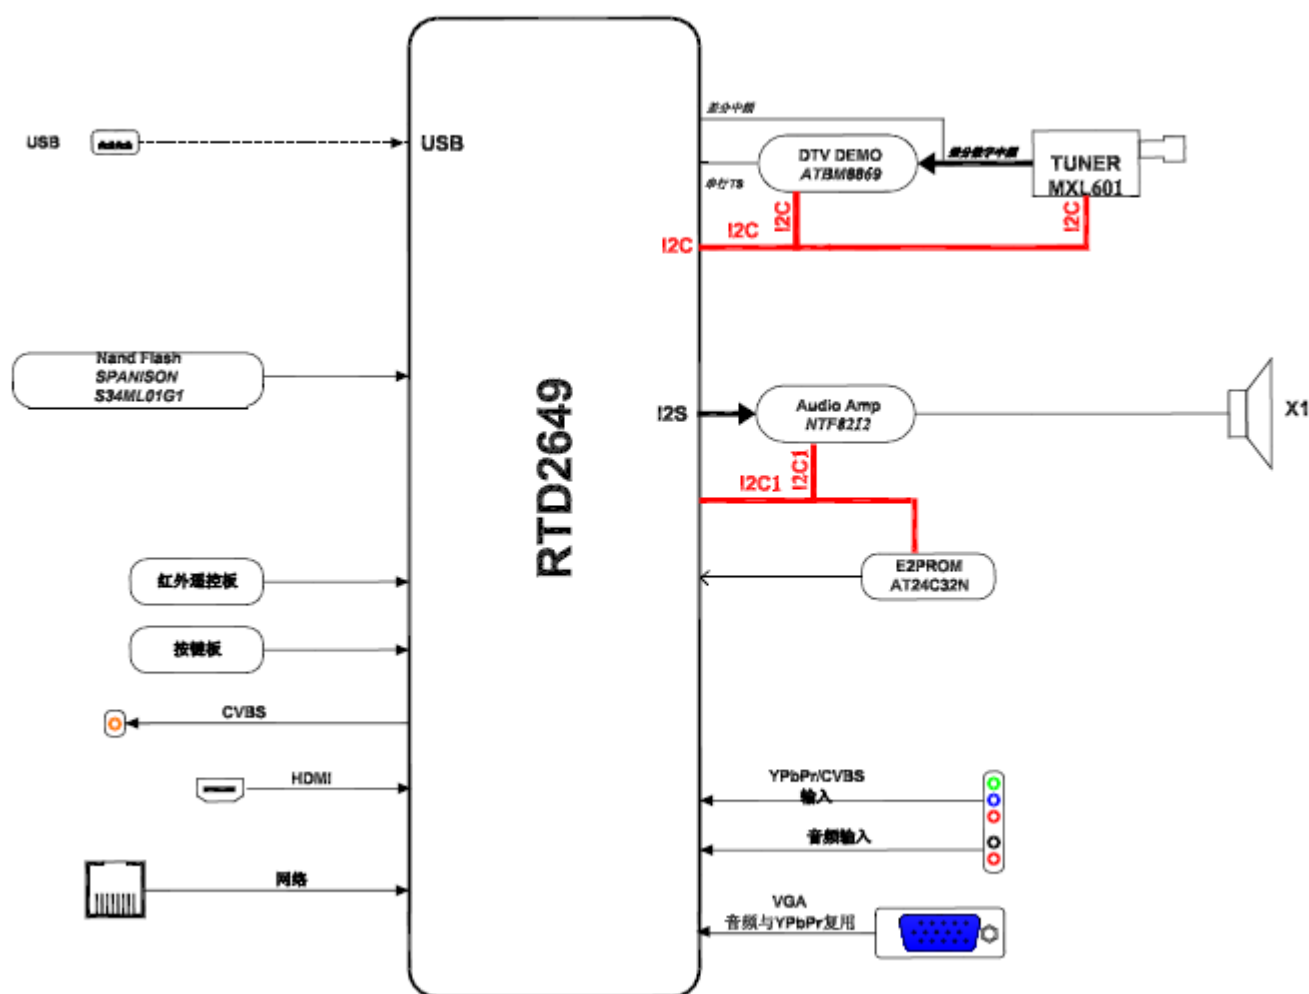 USB
USB
Nand Flash
SPANISON
S34ML01G1
红外遥控板
按键板
CVBS
HDMI
网络
RTD2649
差分中频
DTV DEMO
ATBM8869
串行TS
差分数字中频
TUNER
MXL601
I2C
I2C
I2C
I2C
I2S
Audio Amp
NTF8212
X1
I2C1
I2C1
E2PROM
AT24C32N
YPbPr/CVBS
输入
音频输入
VGA
音频与YPbPr复用